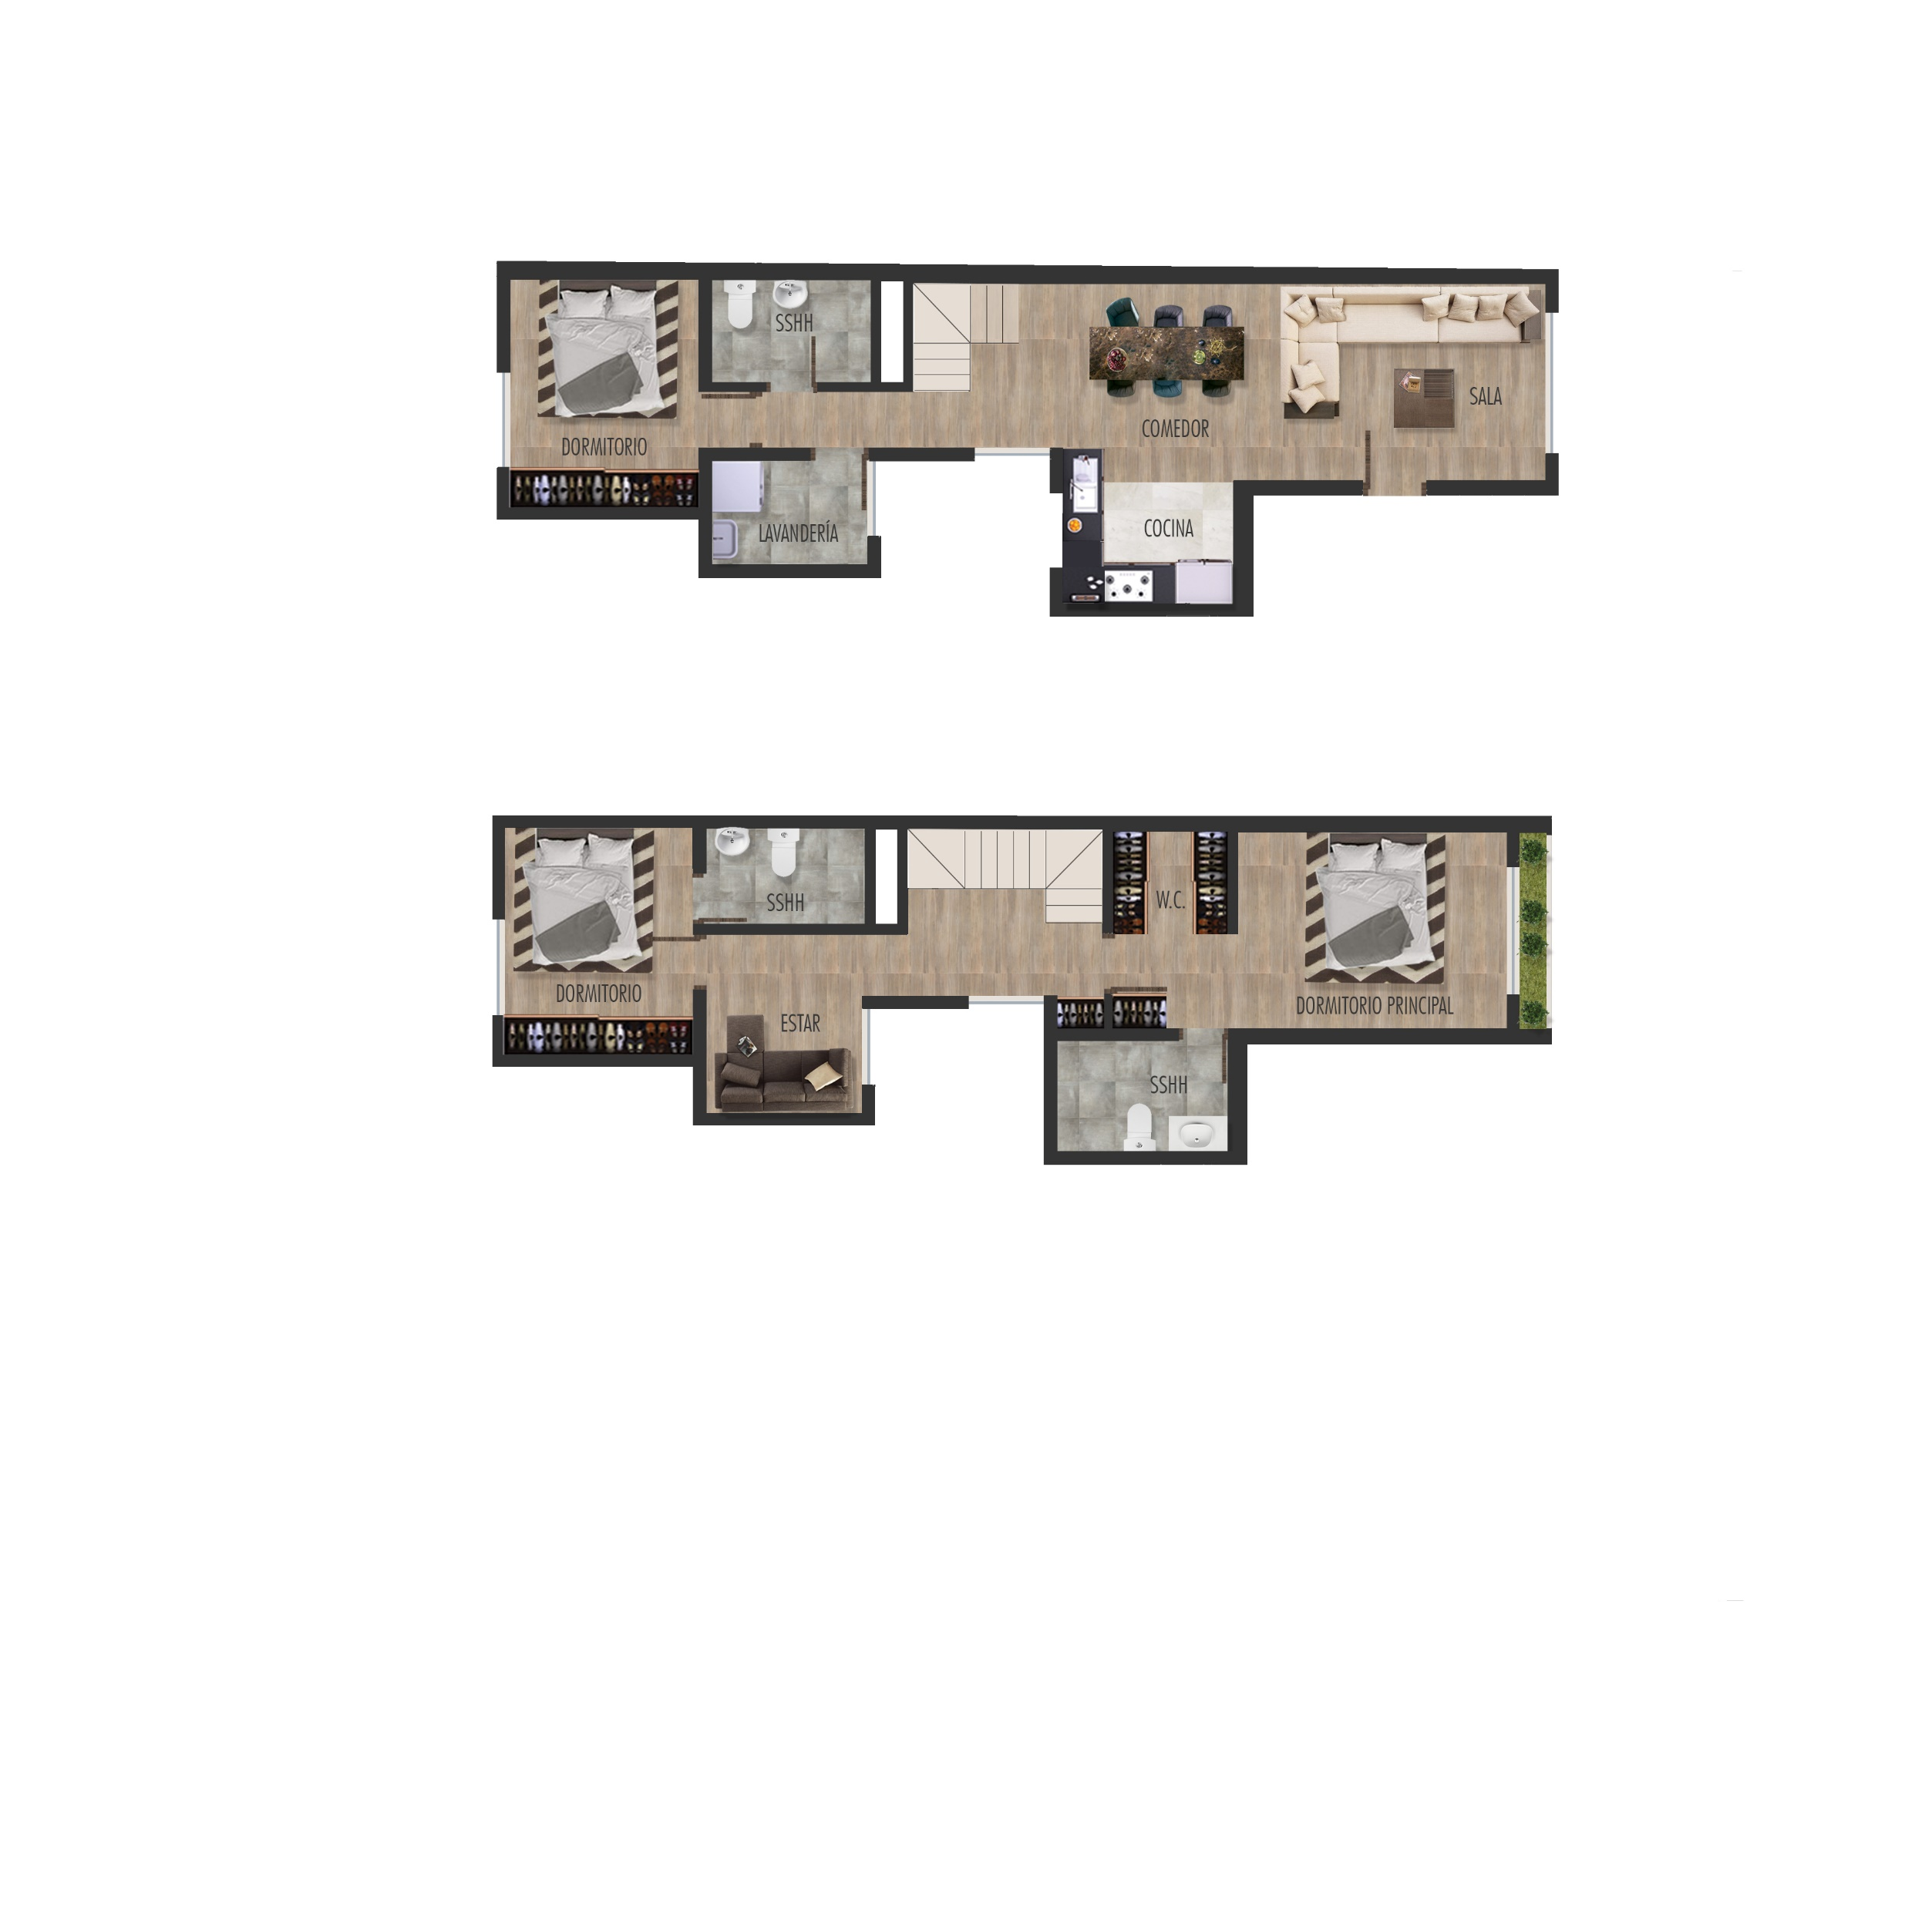 SSHH
SALA
COMEDOR
DORMITORIO
COCINA
LAVANDERÍA
W.C.
SSHH
DORMITORIO
DORMITORIO PRINCIPAL
ESTAR
SSHH